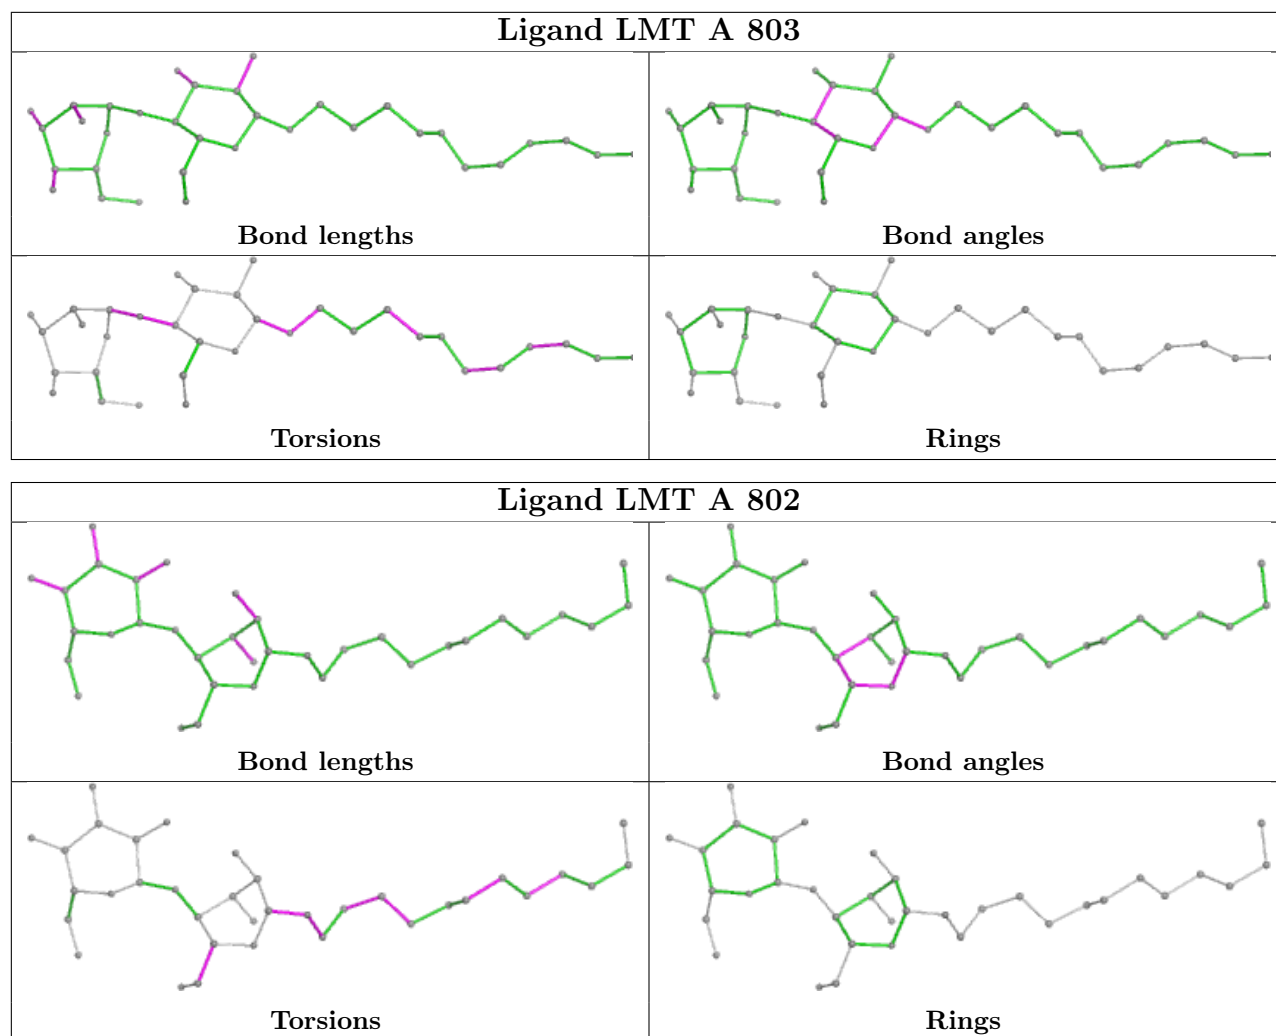 Ligand LMT A 803
Bond lengths
Bond angles
Torsions
Rings
Ligand LMT A 802
Bond lengths
Bond angles
Torsions
Rings